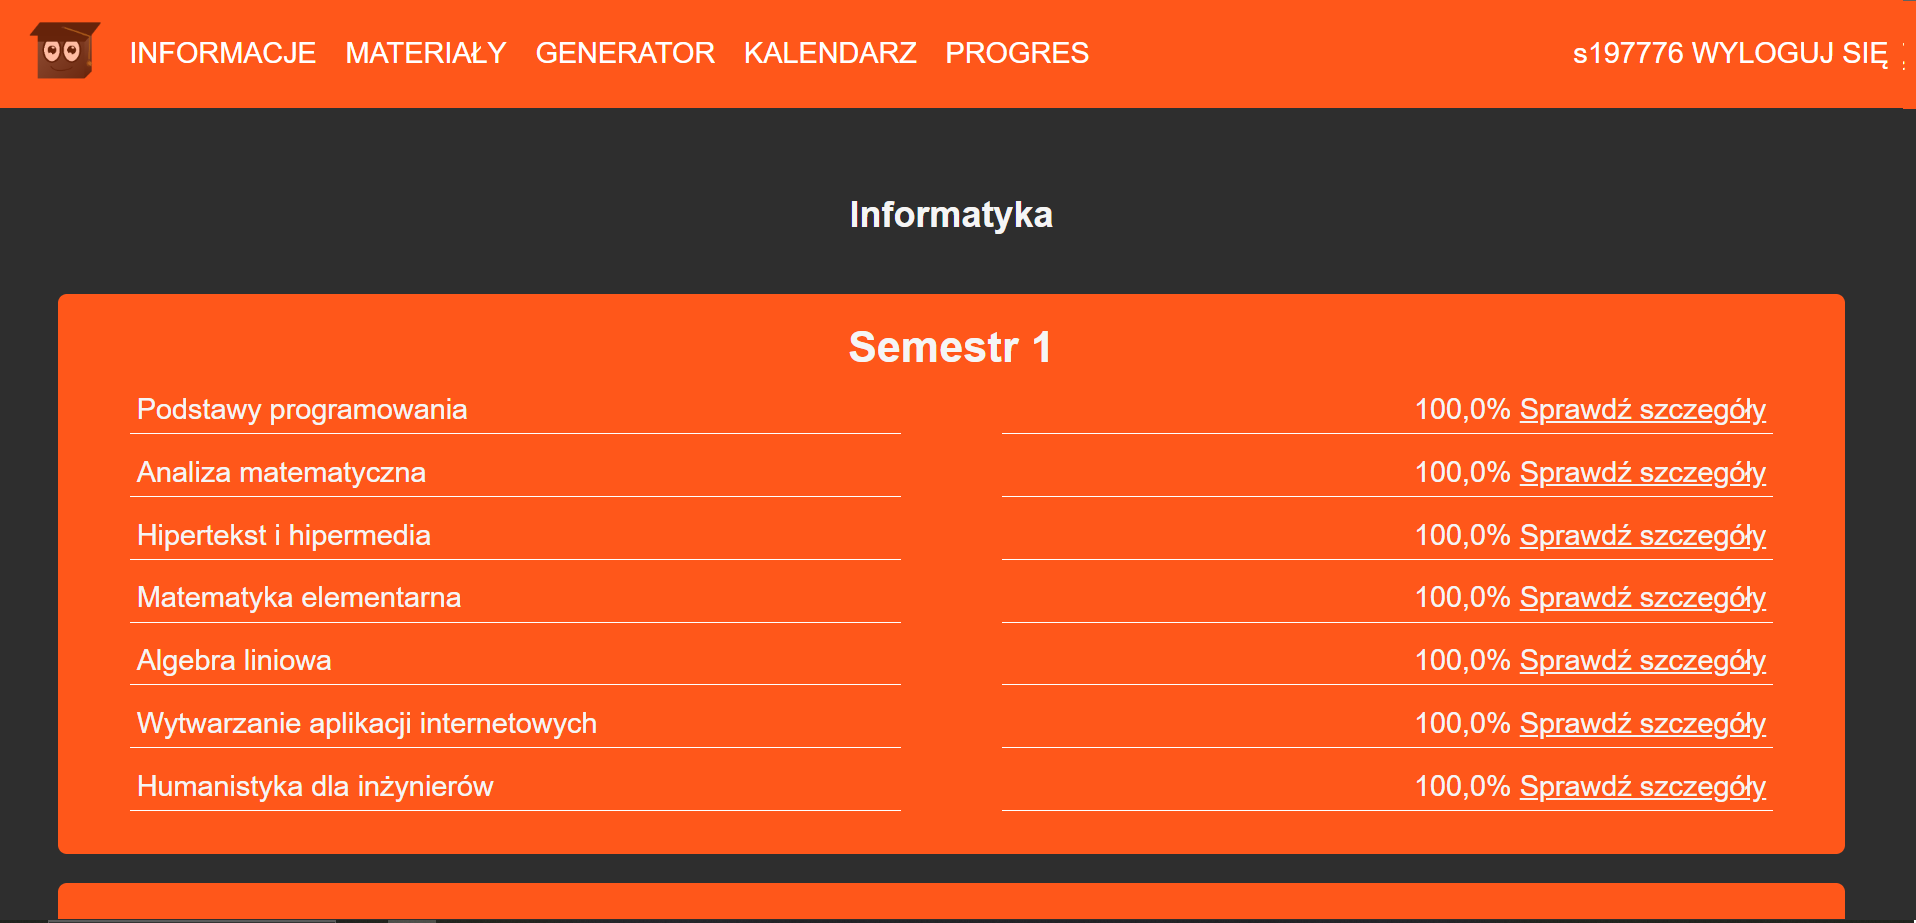 INFORMACJE MATERIAŁY GENERATOR KALENDARZ PROGRES s197776 WYLOGUJ SIĘ
Informatyka
Semestr 1
Podstawy programowania 100,0% Sprawdź szczegóły
Analiza matematyczna 100,0% Sprawdź szczegóły
Hipertekst i hipermedia 100,0% Sprawdź szczegóły
Matematyka elementarna 100,0% Sprawdź szczegóły
Algebra liniowa 100,0% Sprawdź szczegóły
Wytwarzanie aplikacji internetowych 100,0% Sprawdź szczegóły
Humanistyka dla inżynierów 100,0% Sprawdź szczegóły